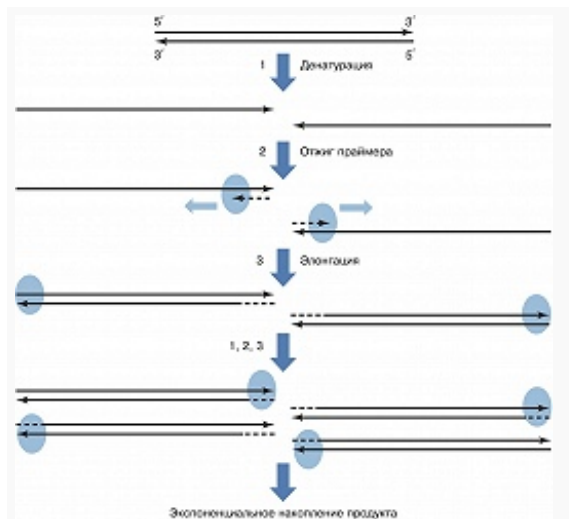 5′ 3′
3′ 5′
1 Денатурация
2 Отжиг праймера
3 Элонгация
1, 2, 3
Экспоненциальное накопление продукта